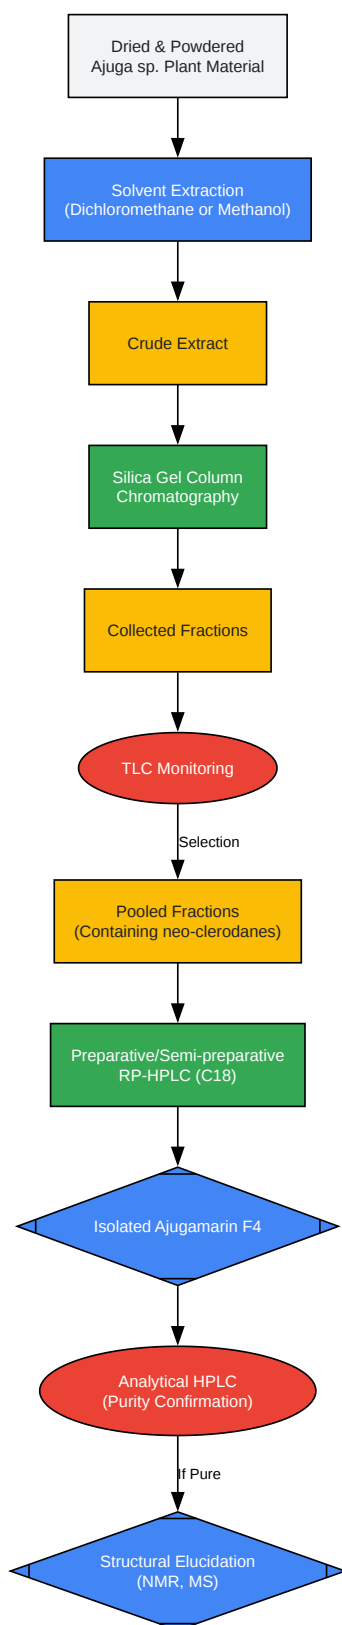 Dried & Powdered
Ajuga sp. Plant Material
Solvent Extraction
(Dichloromethane or Methanol)
Crude Extract
Silica Gel Column
Chromatography
Collected Fractions
TLC Monitoring
Selection
Pooled Fractions
(Containing neo-clerodanes)
Preparative/Semi-preparative
RP-HPLC (C18)
Isolated Ajugamarin F4
Analytical HPLC
(Purity Confirmation)
If Pure
Structural Elucidation
(NMR, MS)